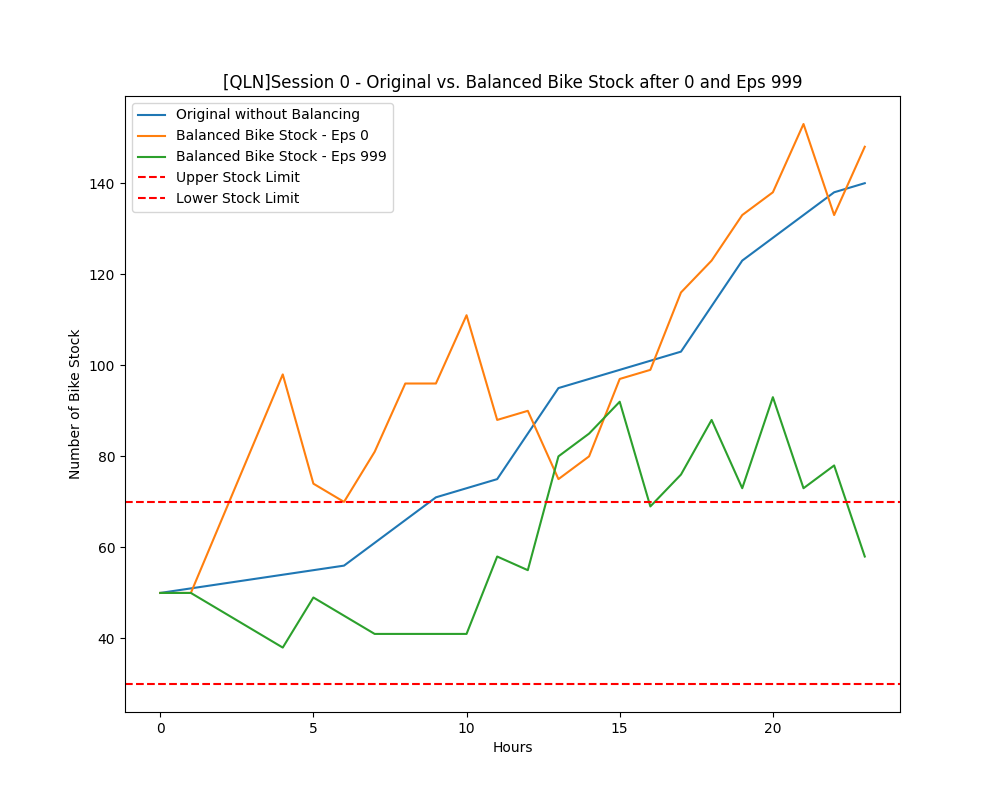 [QLN]Session 0 - Original vs. Balanced Bike Stock after 0 and Eps 999
Original without Balancing
Balanced Bike Stock - Eps 0
Balanced Bike Stock - Eps 999
Upper Stock Limit
Lower Stock Limit
140
120
100
80
60
40
Number of Bike Stock
0 5 10 15 20
Hours